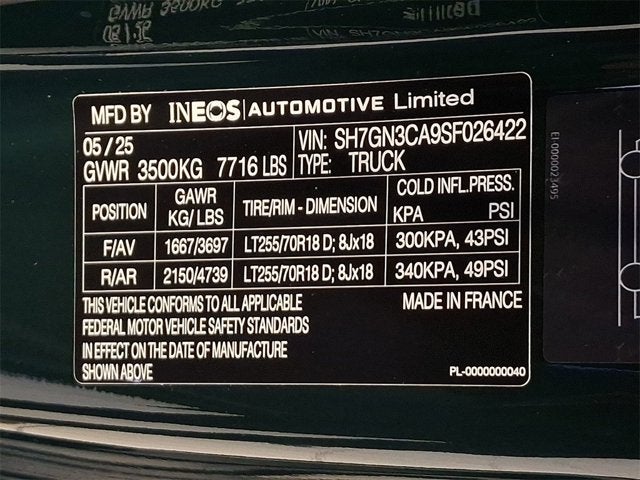 MFD BY INEOS AUTOMOTIVE Limited
05 / 25 VIN: SH7GN3CA9SF026422
GVWR 3500KG 7716 LBS TYPE: TRUCK
POSITION GAWR KG/ LBS TIRE/RIM - DIMENSION COLD INFL.PRESS. KPA PSI
F/AV 1667/3697 LT255/70R18 D; 8Jx18 300KPA, 43PSI
R/AR 2150/4739 LT255/70R18 D; 8Jx18 340KPA, 49PSI
THIS VEHICLE CONFORMS TO ALL APPLICABLE MADE IN FRANCE
FEDERAL MOTOR VEHICLE SAFETY STANDARDS
IN EFFECT ON THE DATE OF MANUFACTURE
SHOWN ABOVE PL-0000000040
EI-0000023495